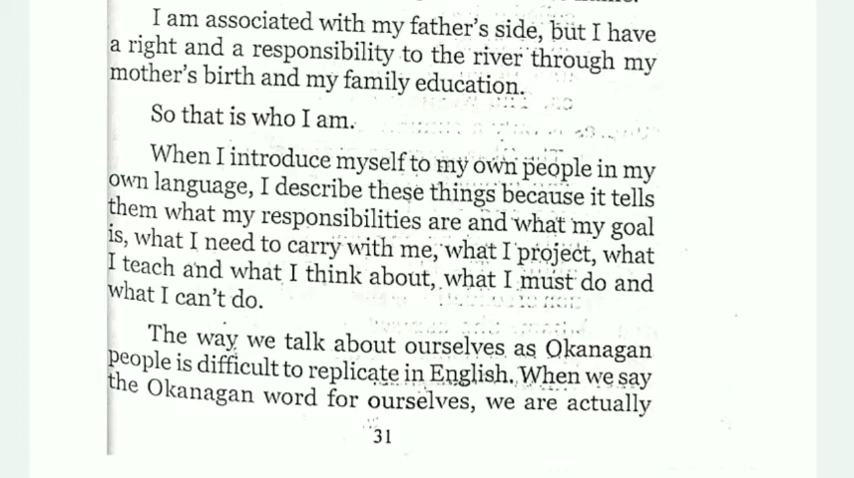 I am associated with my father's side, but I have
a right and a responsibility to the river through my
mother's birth and my family education.
So that is who I am.
When I introduce myself to my own people in my
own language, I describe these things because it tells
them what my responsibilities are and what my goal
is, what I need to carry with me, what I project, what
I teach and what I think about, what I must do and
what I can't do.
The way we talk about ourselves as Okanagan
people is difficult to replicate in English. When we say
the Okanagan word for ourselves, we are actually
31